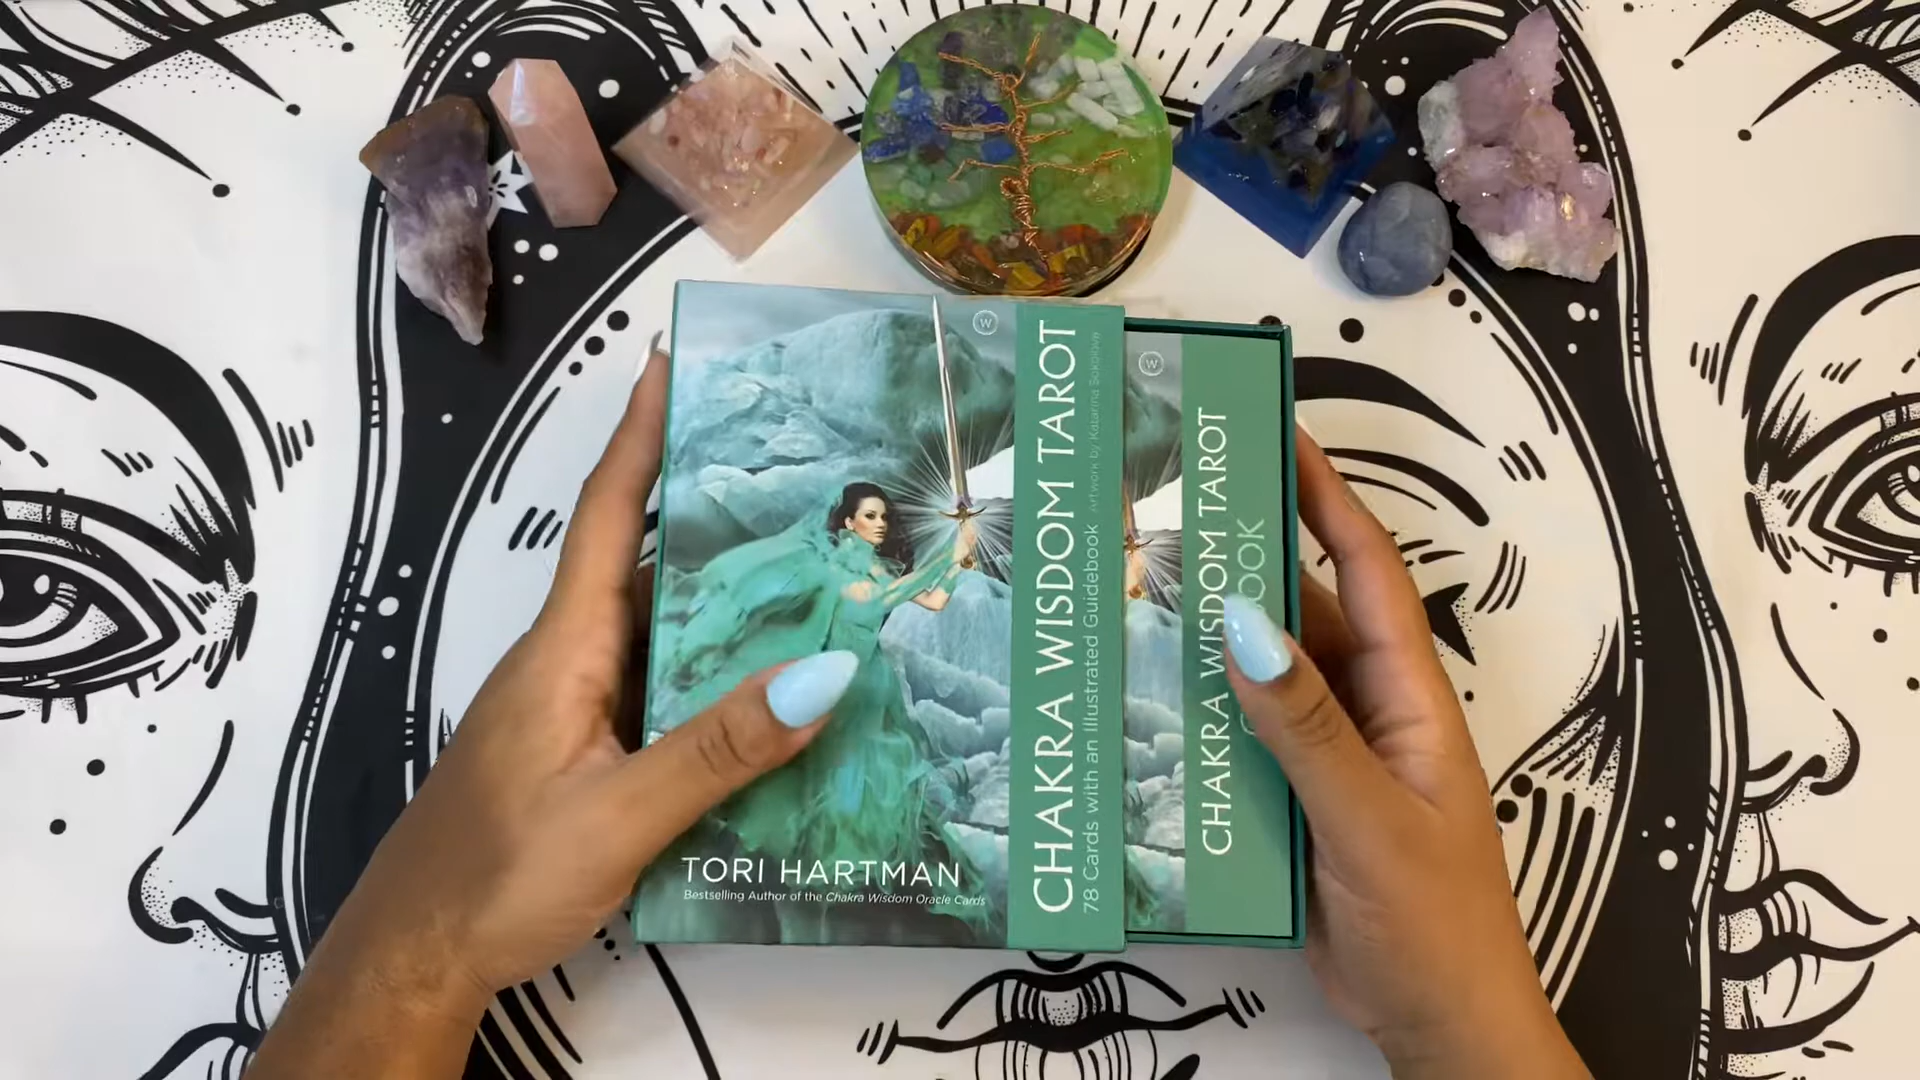 W
CHAKRA WISDOM TAROT
78 Cards with an Illustrated Guidebook
Artwork by Katarína Sokolova
TORI HARTMAN
Bestselling Author of the Chakra Wisdom Oracle Cards
W
CHAKRA WISDOM TAROT